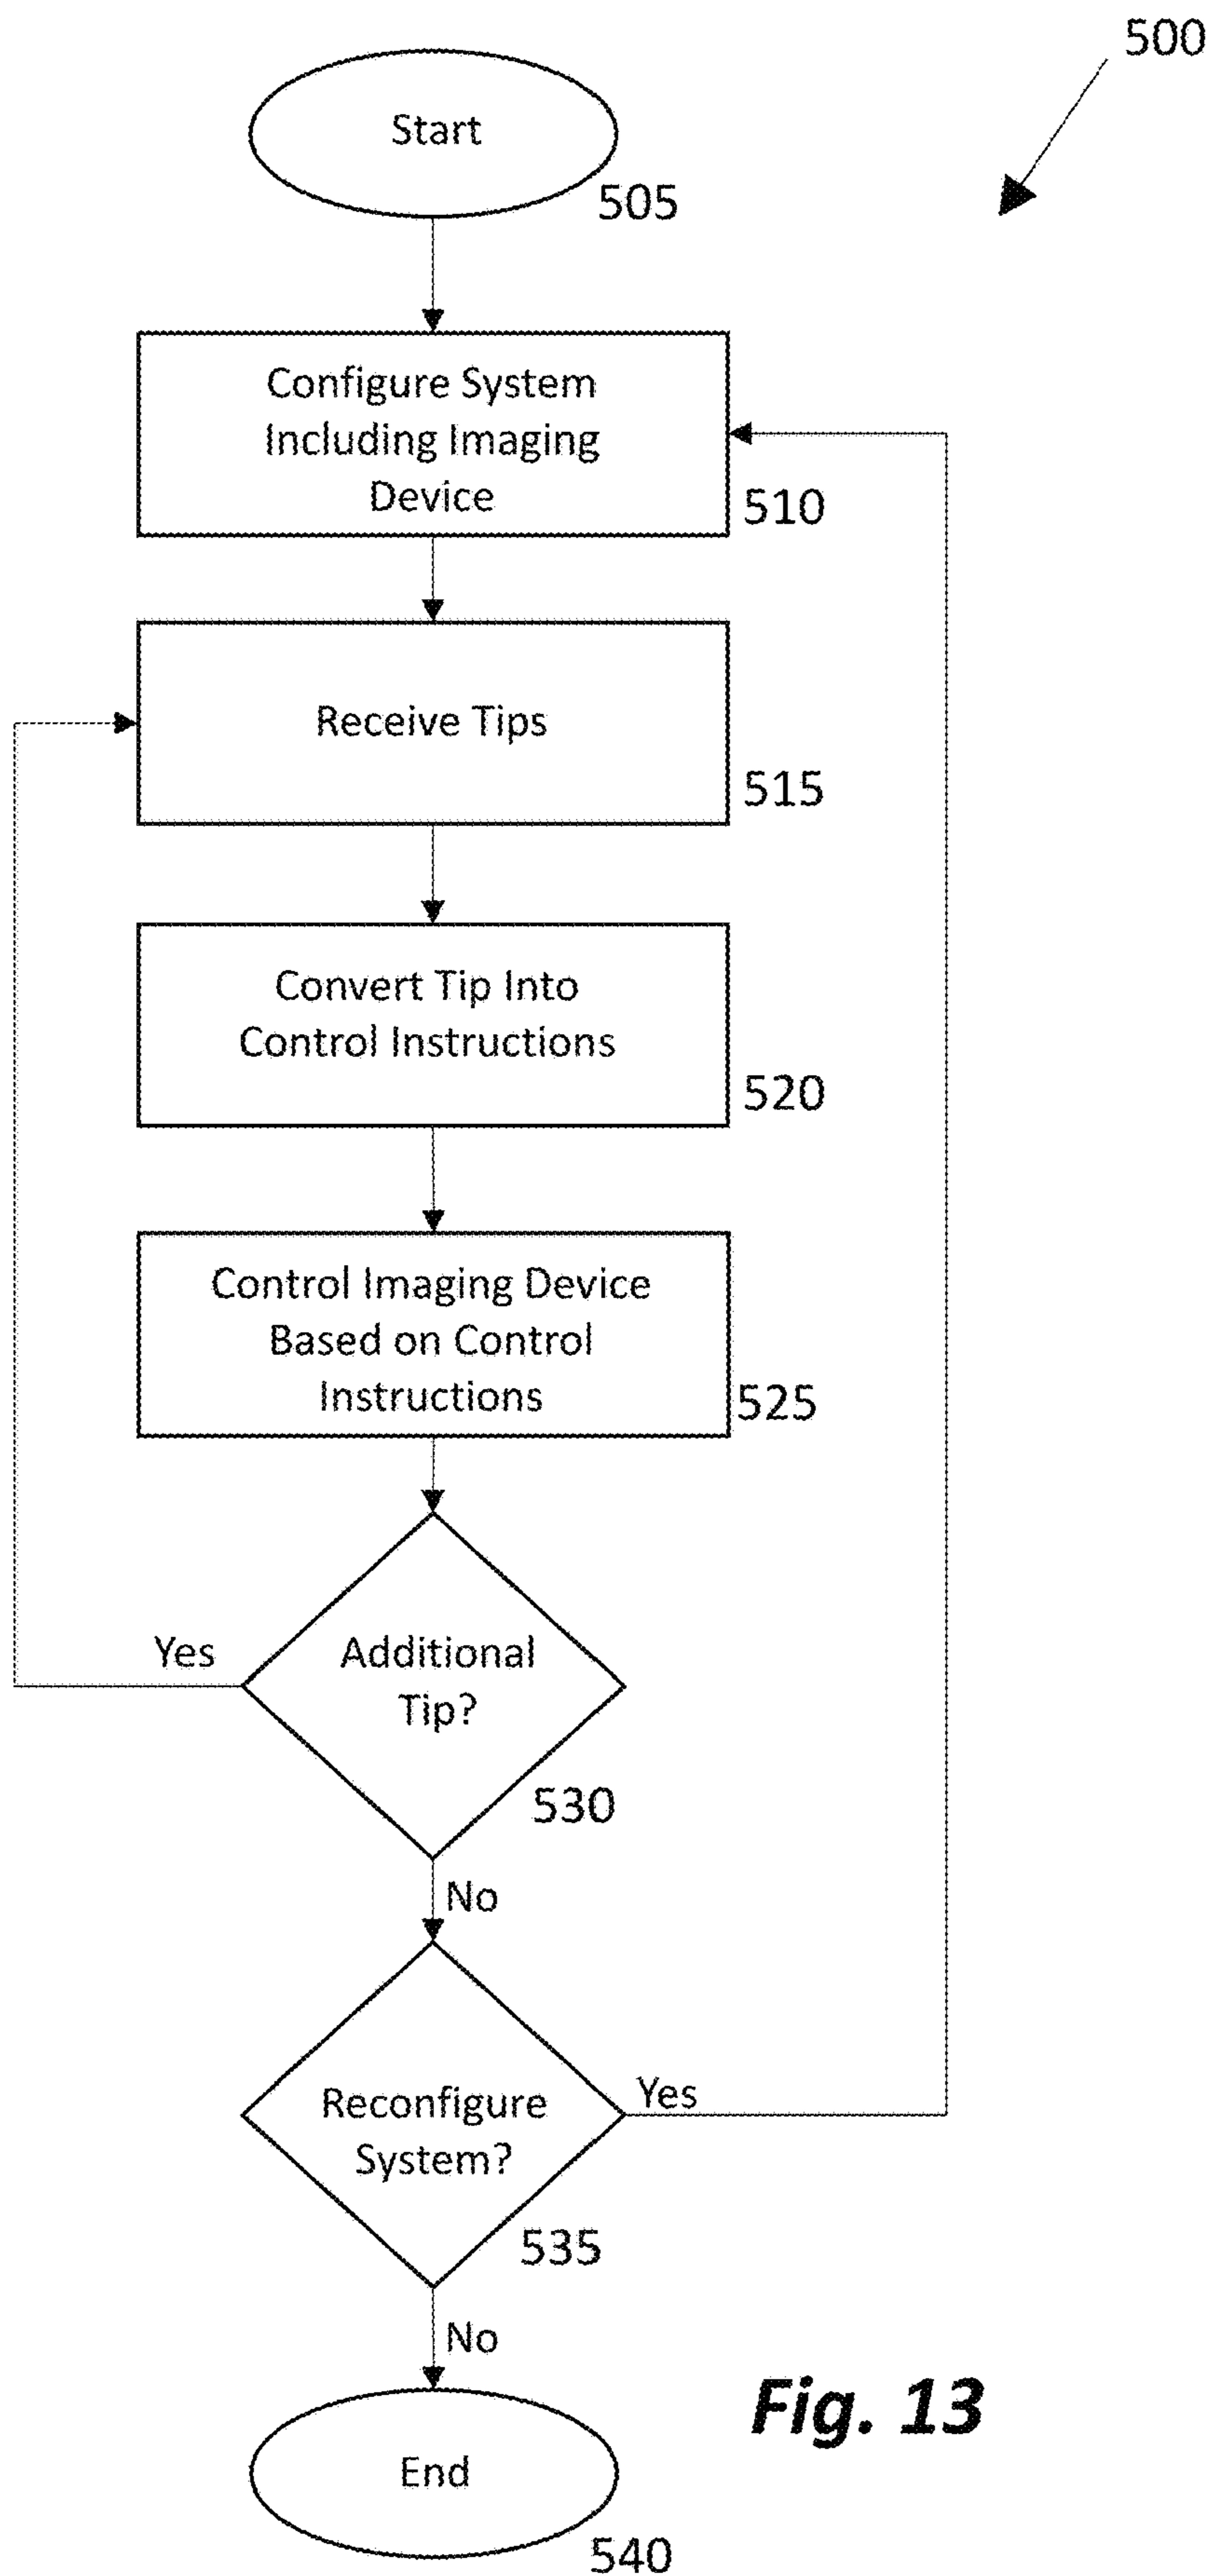 500
Start
505
Configure System
Including Imaging
Device
510
Receive Tips
515
Convert Tip Into
Control Instructions
520
Control Imaging Device
Based on Control
Instructions
525
Yes
Additional
Tip?
530
No
Reconfigure
System?
Yes
535
No
Fig. 13
End
540